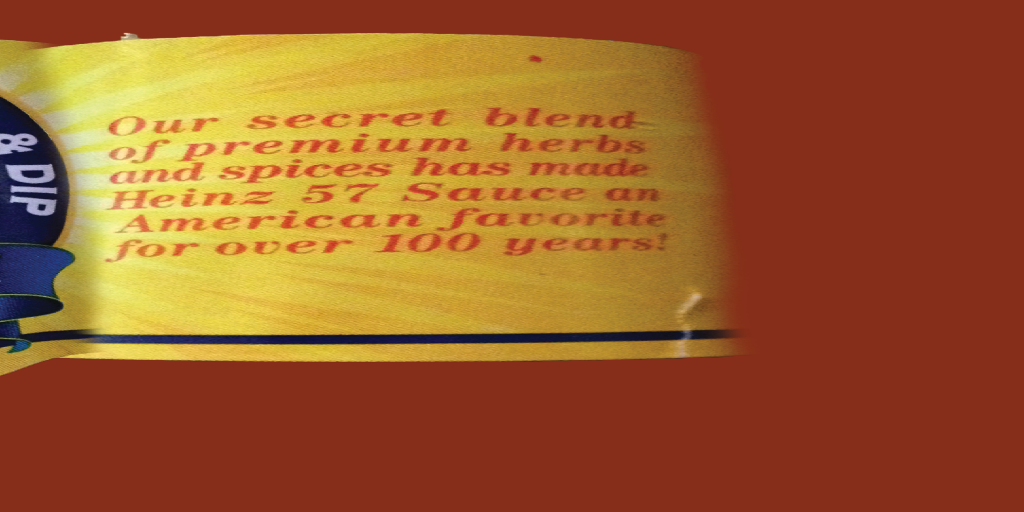 & DIP
Our secret blend
of premium herbs
and spices has made
Heinz 57 Sauce an
American favorite
for over 100 years!